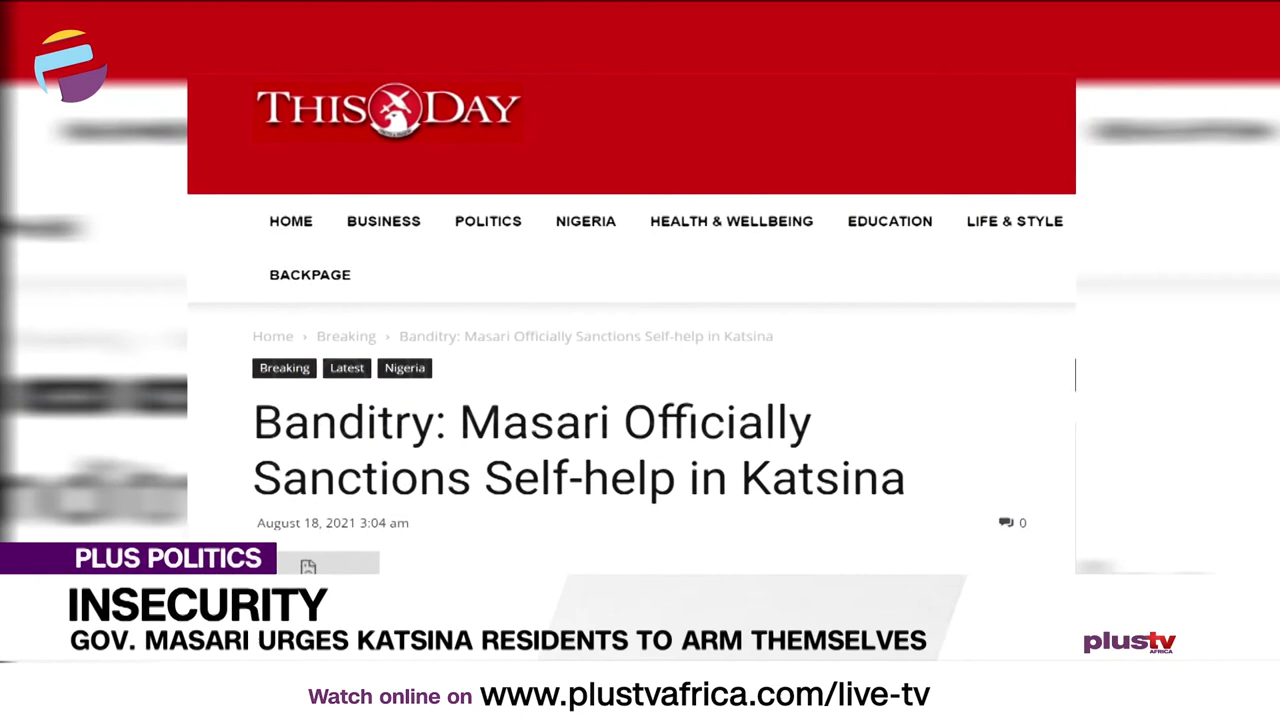 THISDAY
HOME BUSINESS POLITICS NIGERIA HEALTH & WELLBEING EDUCATION LIFE & STYLE
BACKPAGE
Home › Breaking › Banditry: Masari Officially Sanctions Self-help in Katsina
Breaking Latest Nigeria
Banditry: Masari Officially
Sanctions Self-help in Katsina
August 18, 2021 3:04 am 0
PLUS POLITICS
INSECURITY
GOV. MASARI URGES KATSINA RESIDENTS TO ARM THEMSELVES
plustv
AFRICA
Watch online on www.plustvafrica.com/live-tv